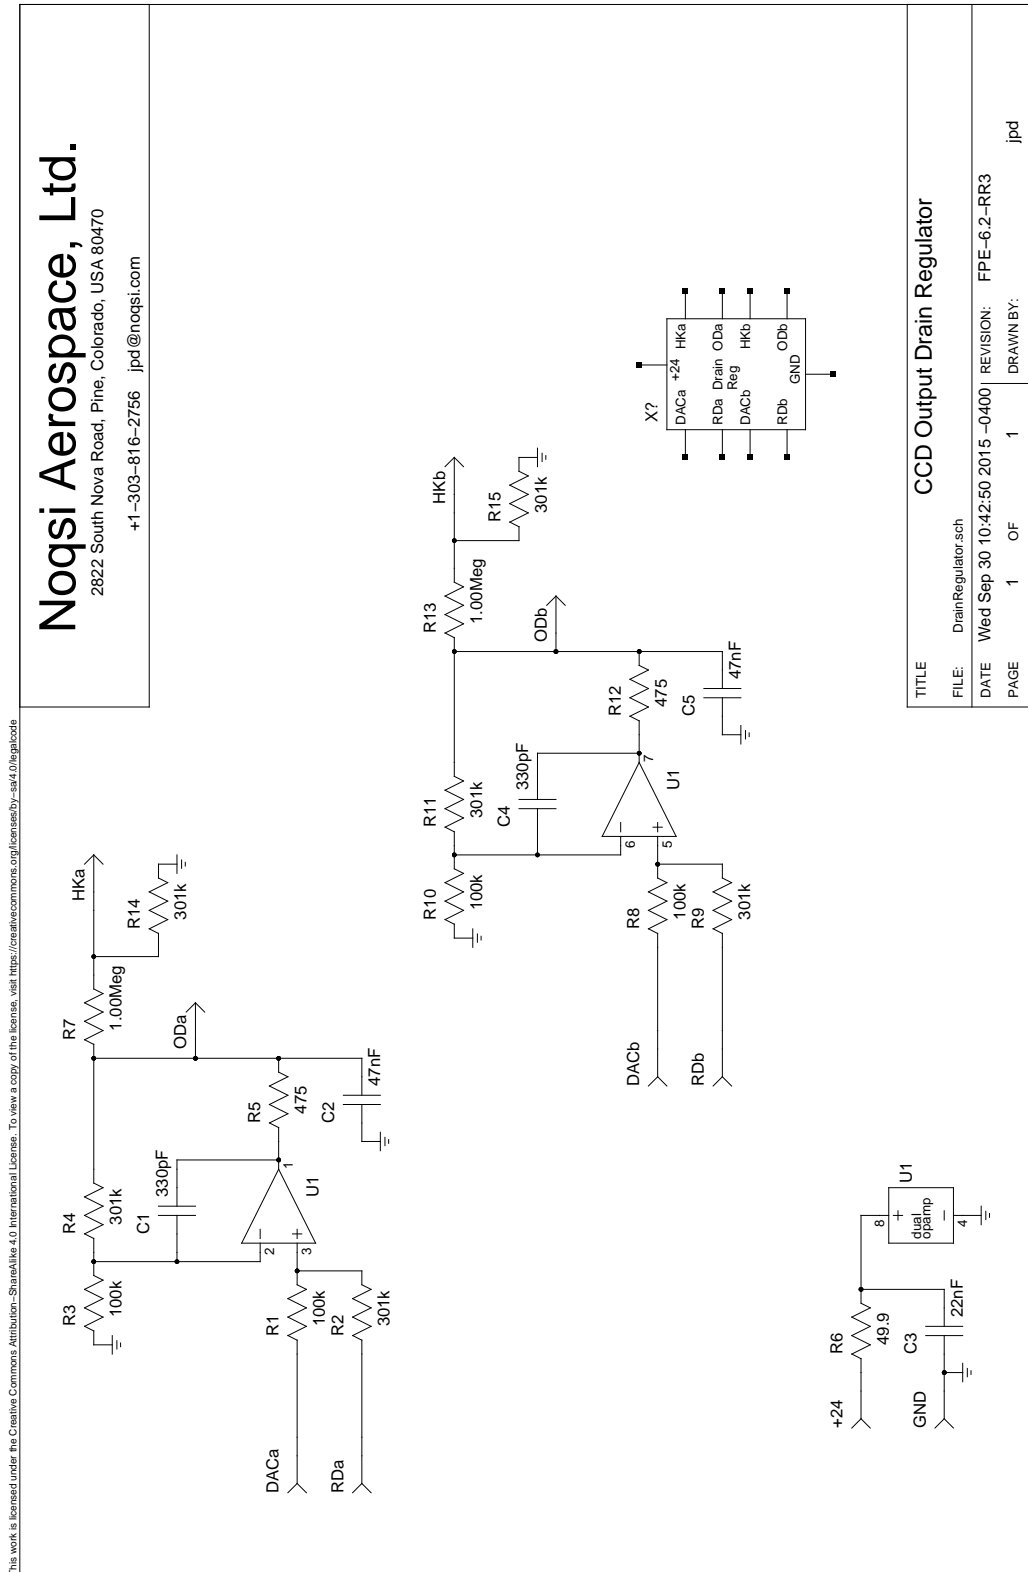 This work is licensed under the Creative Commons Attribution–ShareAlike 4.0 International License. To view a copy of the license, visit https://creativecommons.org/licenses/by–sa/4.0/legalcode
Noqsi Aerospace, Ltd.
2822 South Nova Road, Pine, Colorado, USA 80470
+1–303–816–2756 jpd@noqsi.com
R3
100k
R4
301k
R7
1.00Meg
HKa
R14
301k
C1
330pF
ODa
2
3
1
U1
R5
475
C2
47nF
DACa
R1
100k
RDa
R2
301k
R10
100k
R11
301k
R13
1.00Meg
HKb
R15
301k
C4
330pF
ODb
6
5
7
U1
R12
475
C5
47nF
DACb
R8
100k
RDb
R9
301k
X?
DACa +24 HKa
RDa Drain ODa
Reg
DACb HKb
RDb ODb
GND
+24
R6
49.9
GND
C3
22nF
U1
8
dual
opamp
4
TITLE
CCD Output Drain Regulator
FILE: DrainRegulator.sch
DATE Wed Sep 30 10:42:50 2015 –0400 REVISION: FPE–6.2–RR3
PAGE 1 OF 1 DRAWN BY: jpd